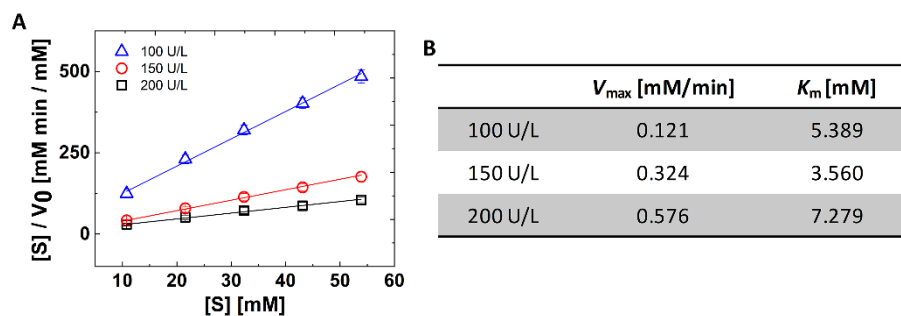 A
100 U/L
150 U/L
200 U/L
500
250
0
[S] / V0 [mM min / mM]
10 20 30 40 50 60
[S] [mM]
B
Vmax [mM/min] Km [mM]
100 U/L 0.121 5.389
150 U/L 0.324 3.560
200 U/L 0.576 7.279